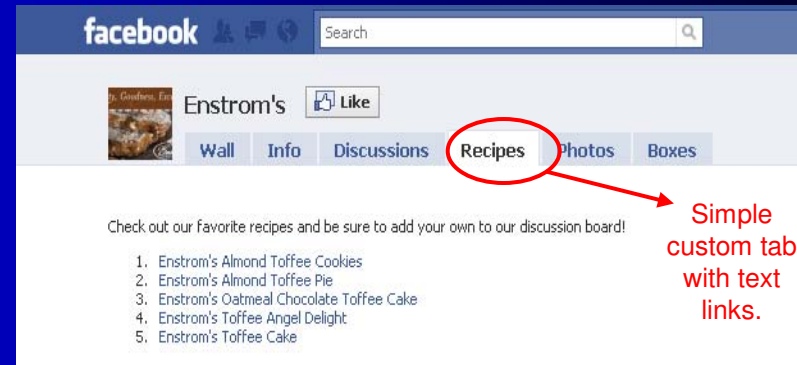 facebook Search
Enstrom's Like
Wall Info Discussions Recipes Photos Boxes
Check out our favorite recipes and be sure to add your own to our discussion board!
1. Enstrom's Almond Toffee Cookies
2. Enstrom's Almond Toffee Pie
3. Enstrom's Oatmeal Chocolate Toffee Cake
4. Enstrom's Toffee Angel Delight
5. Enstrom's Toffee Cake
Simple
custom tab
with text
links.